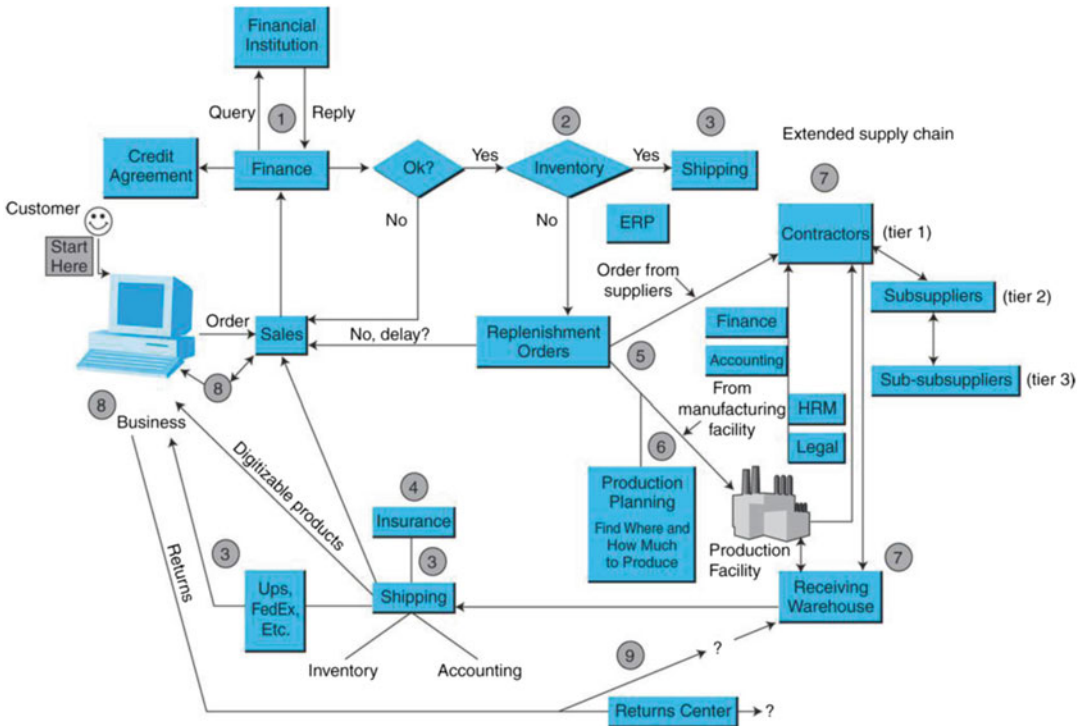 Financial
Institution
Query
1
Reply
2
3
Extended supply chain
Credit
Agreement
Finance
Ok?
Yes
Inventory
Yes
Shipping
7
Customer
No
No
ERP
Contractors
(tier 1)
Start
Here
Order from
suppliers
Subsuppliers
(tier 2)
Order
Sales
No, delay?
Replenishment
Orders
Finance
5
Accounting
Sub-subsuppliers
(tier 3)
8
From
manufacturing
facility
8
Business
HRM
6
Legal
Digitizable products
4
Production
Planning
Find Where and
How Much
to Produce
Insurance
Returns
3
3
Production
Facility
7
Ups,
FedEx,
Etc.
Shipping
Receiving
Warehouse
Inventory
Accounting
9
?
Returns Center
?